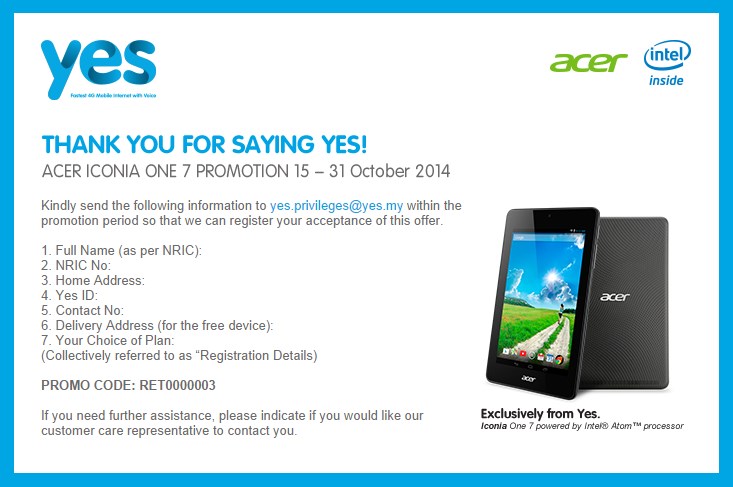 yes
Fastest 4G Mobile Internet with Voice
acer
intel
inside
THANK YOU FOR SAYING YES!
ACER ICONIA ONE 7 PROMOTION 15 – 31 October 2014
Kindly send the following information to yes.privileges@yes.my within the
promotion period so that we can register your acceptance of this offer.
1. Full Name (as per NRIC):
2. NRIC No:
3. Home Address:
4. Yes ID:
5. Contact No:
6. Delivery Address (for the free device):
7. Your Choice of Plan:
(Collectively referred to as “Registration Details)
PROMO CODE: RET0000003
If you need further assistance, please indicate if you would like our
customer care representative to contact you.
acer
acer
Exclusively from Yes.
Iconia One 7 powered by Intel® Atom™ processor